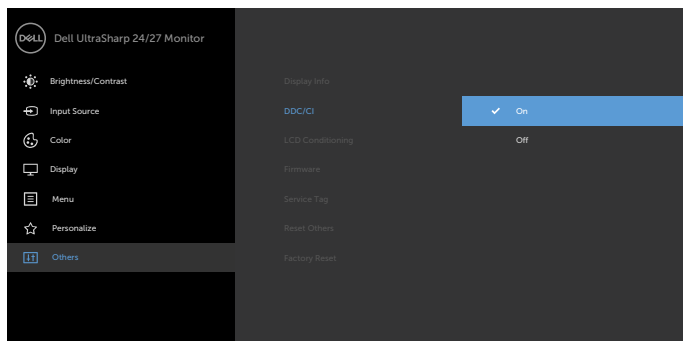 DELL Dell UltraSharp 24/27 Monitor
Brightness/Contrast
Display Info
Input Source
DDC/CI
On
Color
LCD Conditioning
Off
Display
Firmware
Menu
Service Tag
Personalize
Reset Others
Others
Factory Reset